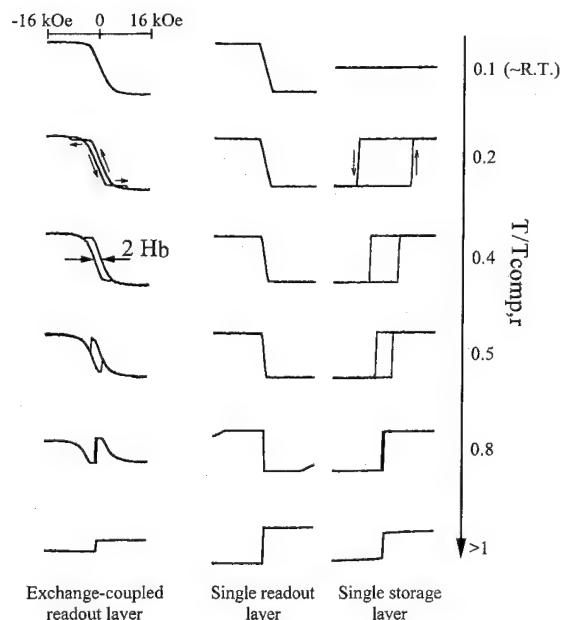 -16 kOe 0 16 kOe
0.1 (~R.T.)
0.2
2 Hb
0.4
0.5
0.8
>1
T/Tcomp,r
Exchange-coupled
readout layer
Single readout
layer
Single storage
layer